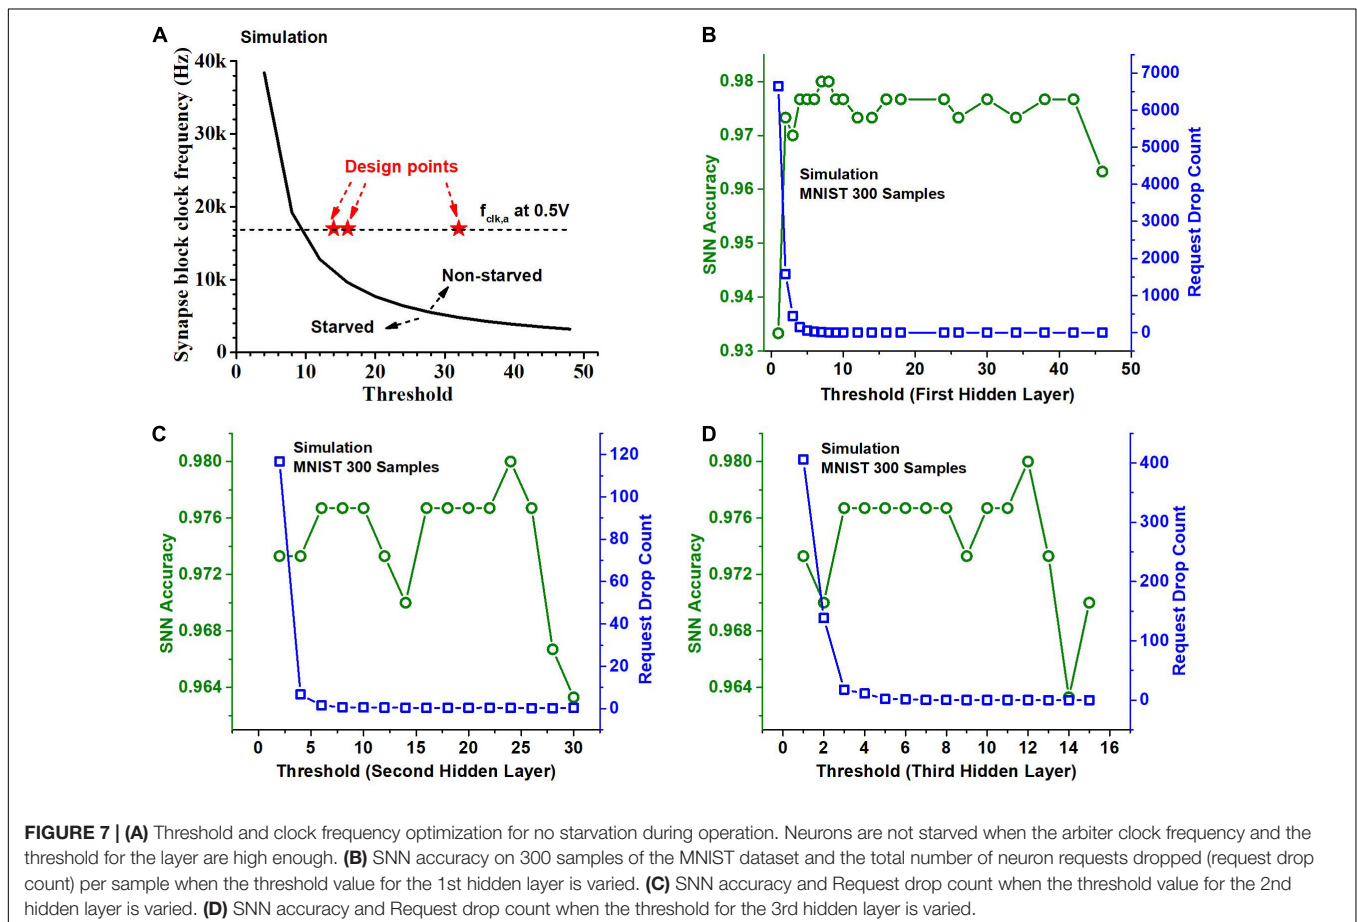 A
Simulation
Synapse block clock frequency (Hz)
40k
30k
20k
10k
0
Design points
fclk,a at 0.5V
Non-starved
Starved
0 10 20 30 40 50
Threshold
B
SNN Accuracy
0.98
0.97
0.96
0.95
0.94
0.93
Simulation
MNIST 300 Samples
7000
6000
5000
4000
3000
2000
1000
0
Request Drop Count
0 10 20 30 40 50
Threshold (First Hidden Layer)
C
SNN Accuracy
0.980
0.976
0.972
0.968
0.964
Simulation
MNIST 300 Samples
120
100
80
60
40
20
0
Request Drop Count
0 5 10 15 20 25 30
Threshold (Second Hidden Layer)
D
SNN Accuracy
0.980
0.976
0.972
0.968
0.964
Simulation
MNIST 300 Samples
400
300
200
100
0
Request Drop Count
0 2 4 6 8 10 12 14 16
Threshold (Third Hidden Layer)
FIGURE 7 | (A) Threshold and clock frequency optimization for no starvation during operation. Neurons are not starved when the arbiter clock frequency and the
threshold for the layer are high enough. (B) SNN accuracy on 300 samples of the MNIST dataset and the total number of neuron requests dropped (request drop
count) per sample when the threshold value for the 1st hidden layer is varied. (C) SNN accuracy and Request drop count when the threshold value for the 2nd
hidden layer is varied. (D) SNN accuracy and Request drop count when the threshold for the 3rd hidden layer is varied.